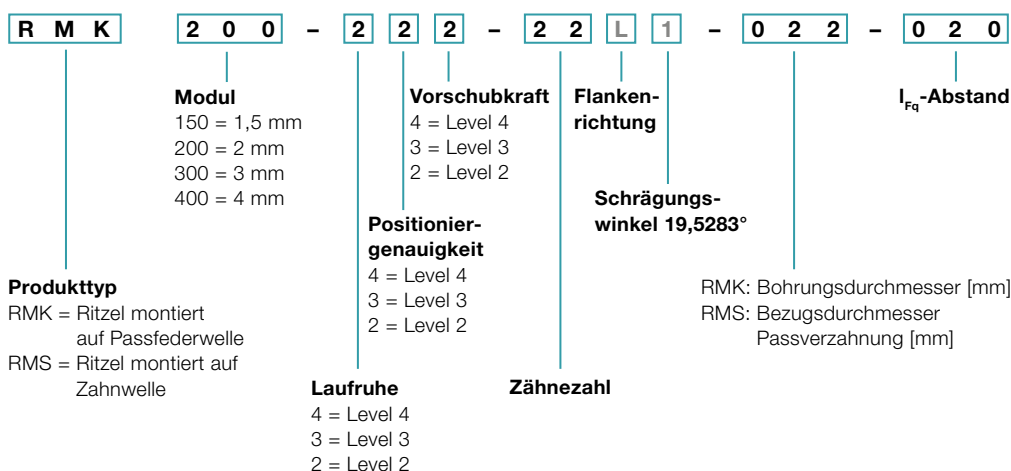 R M K 2 0 0 – 2 2 2 – 2 2 L 1 – 0 2 2 – 0 2 0
Modul
150 = 1,5 mm
200 = 2 mm
300 = 3 mm
400 = 4 mm
Vorschubkraft
4 = Level 4
3 = Level 3
2 = Level 2
Flanken-
richtung
l_Fq-Abstand
Schrägungs-
winkel 19,5283°
Positionier-
genauigkeit
4 = Level 4
3 = Level 3
2 = Level 2
Produkttyp
RMK = Ritzel montiert
auf Passfederwelle
RMS = Ritzel montiert auf
Zahnwelle
RMK: Bohrungsdurchmesser [mm]
RMS: Bezugsdurchmesser
Passverzahnung [mm]
Laufruhe
4 = Level 4
3 = Level 3
2 = Level 2
Zähnezahl